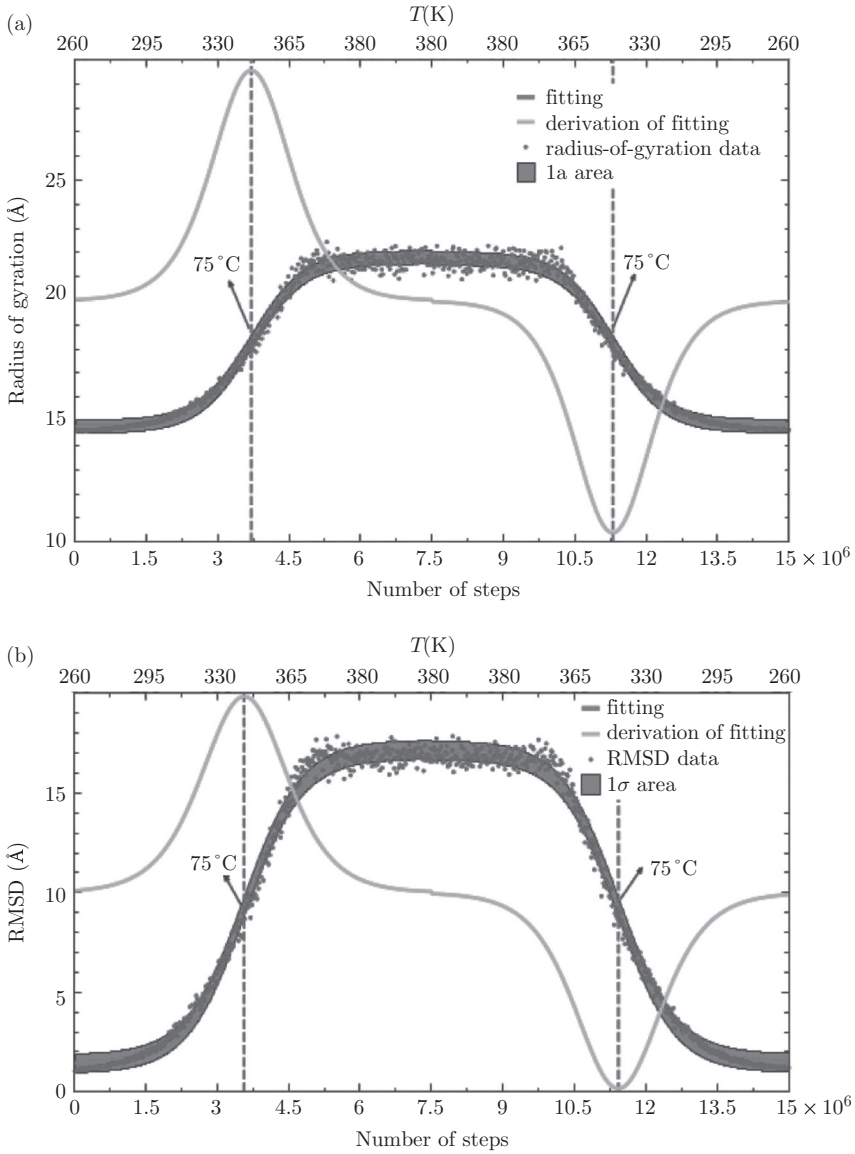 (a)
T(K)
260 295 330 365 380 380 380 365 330 295 260
fitting
derivation of fitting
radius-of-gyration data
1a area
25
20
15
10
Radius of gyration (Å)
75°C
75°C
0 1.5 3 4.5 6 7.5 9 10.5 12 13.5 15 × 10⁶
Number of steps
(b)
T(K)
260 295 330 365 380 380 380 365 330 295 260
fitting
derivation of fitting
RMSD data
1σ area
15
10
5
0
RMSD (Å)
75°C
75°C
0 1.5 3 4.5 6 7.5 9 10.5 12 13.5 15 × 10⁶
Number of steps